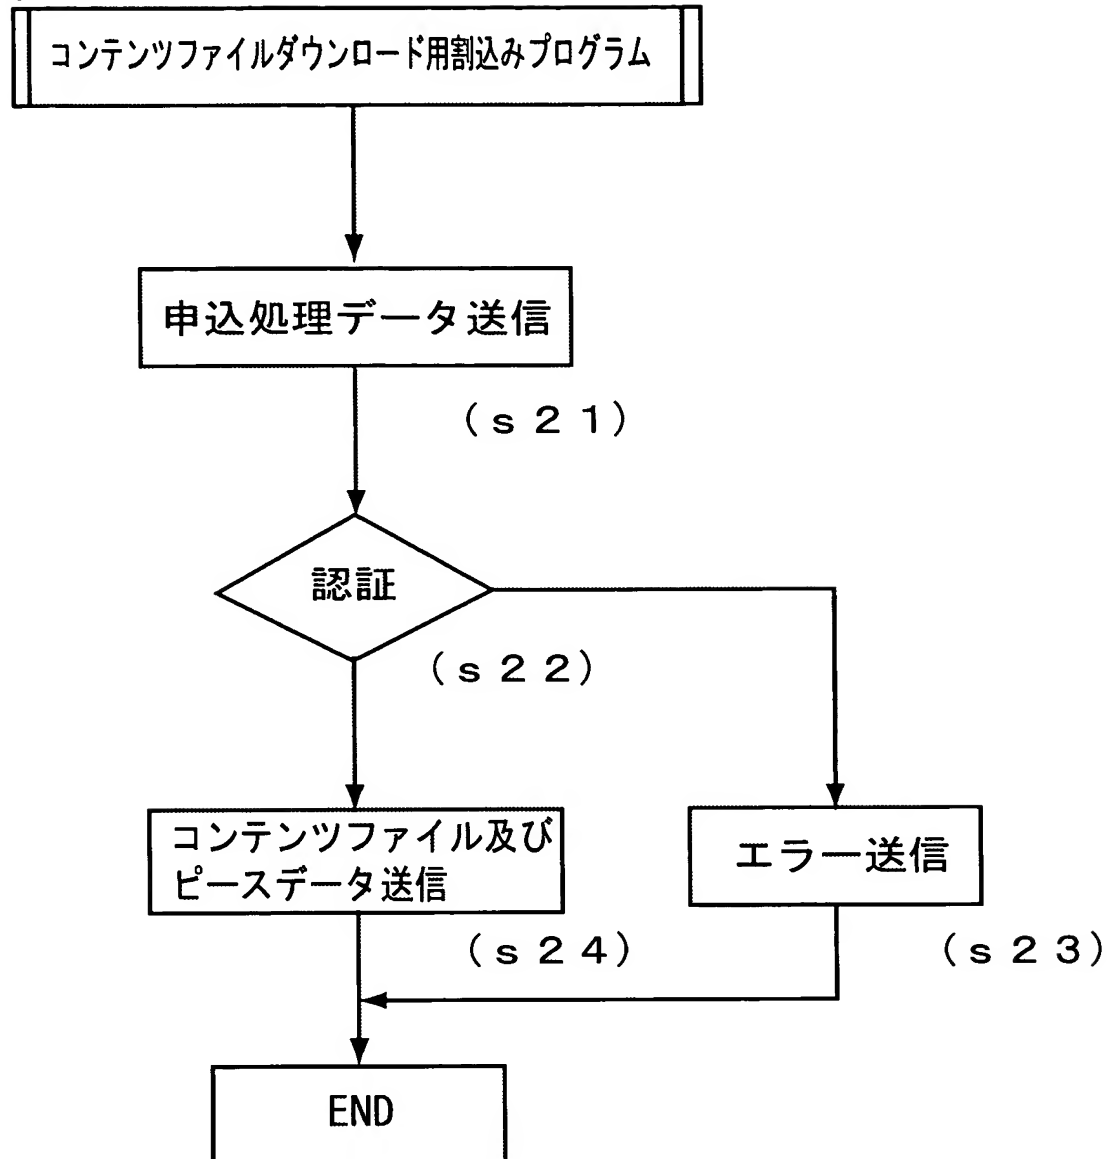 コンテンツファイルダウンロード用割込みプログラム
申込処理データ送信
（ｓ２１）
認証
（ｓ２２）
コンテンツファイル及び
ピースデータ送信
エラー送信
（ｓ２４）
（ｓ２３）
END